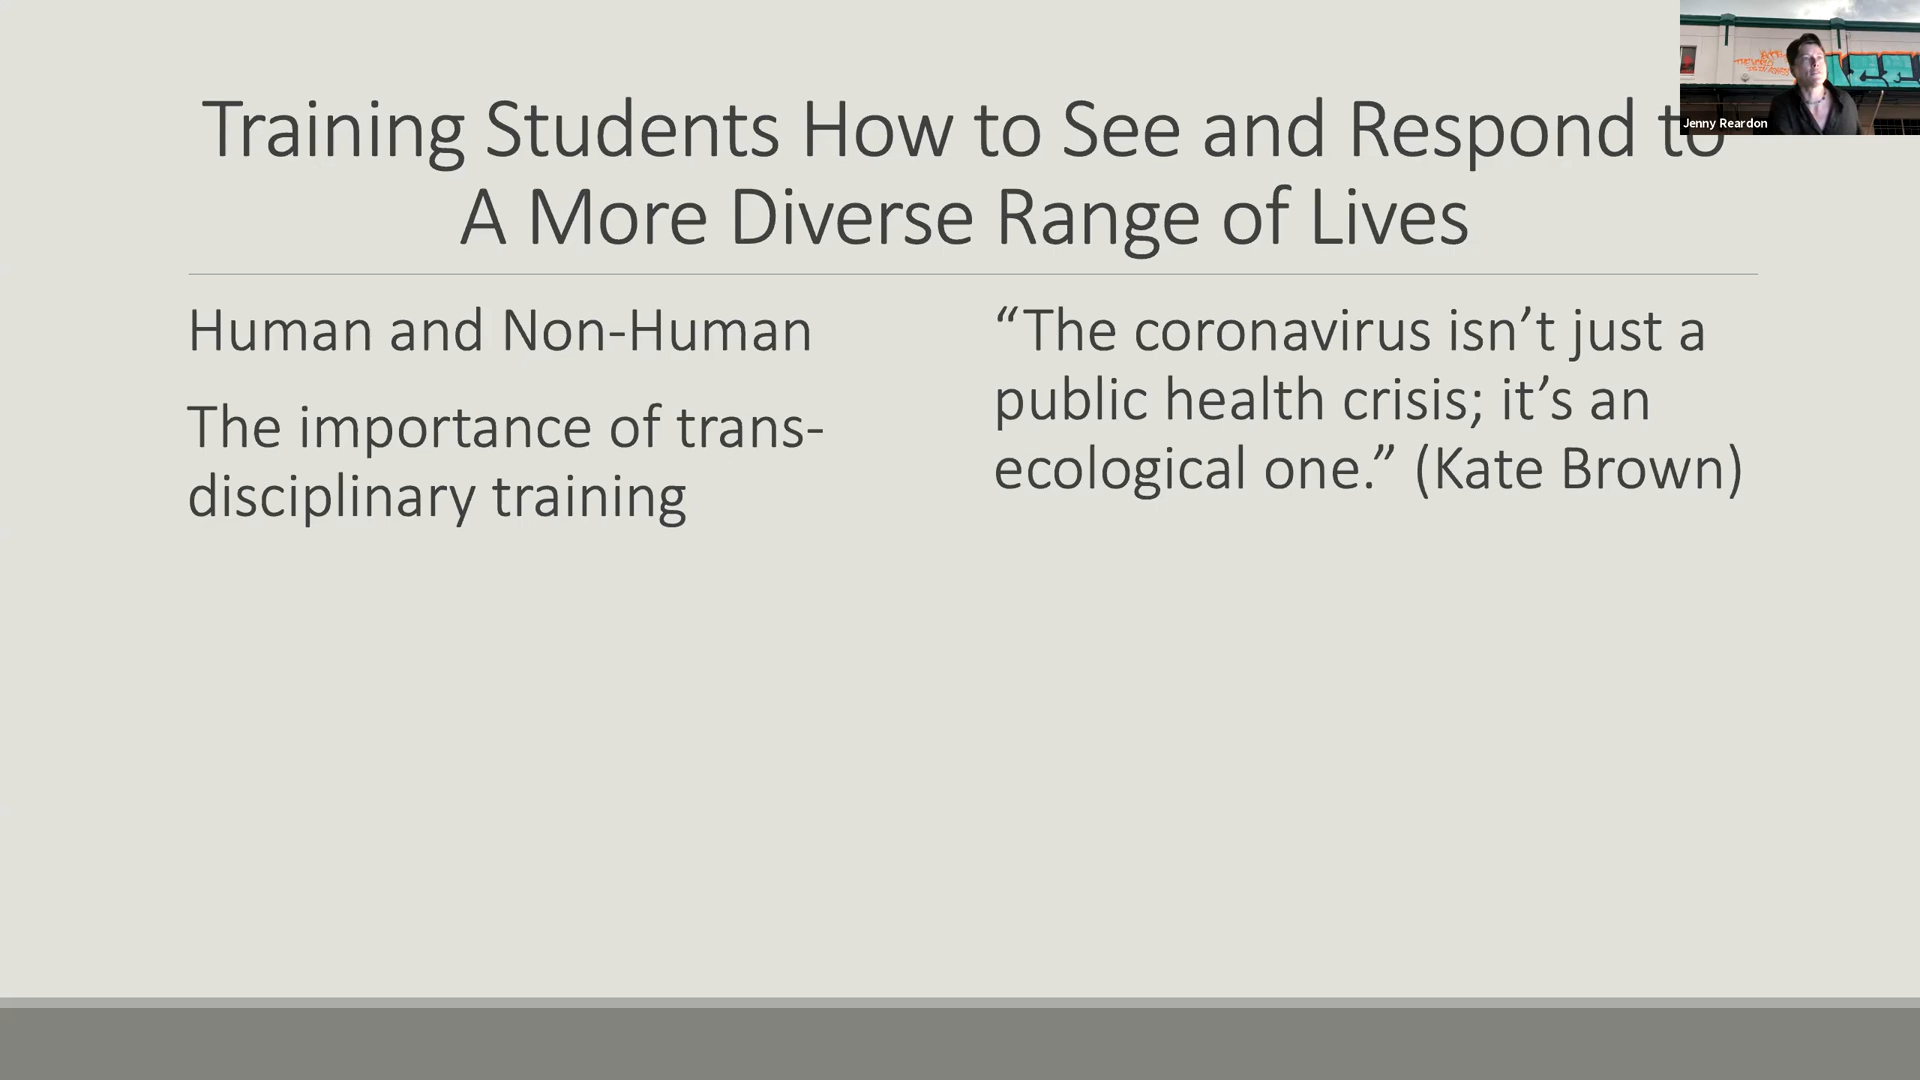 Training Students How to See and Respond to
A More Diverse Range of Lives
Human and Non-Human
The importance of trans-
disciplinary training
“The coronavirus isn’t just a
public health crisis; it’s an
ecological one.” (Kate Brown)
Jenny Reardon